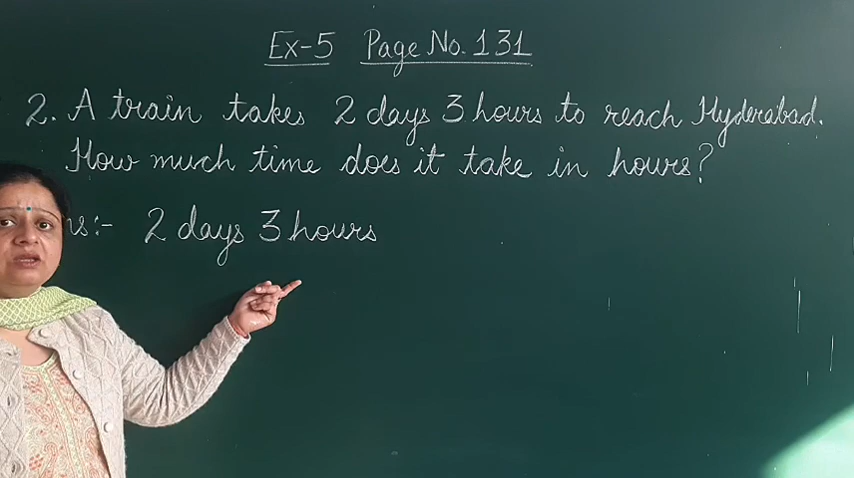 Ex-5 Page No. 131
2. A train takes 2 days 3 hours to reach Hyderabad.
How much time does it take in hours?
ns:- 2 days 3 hours